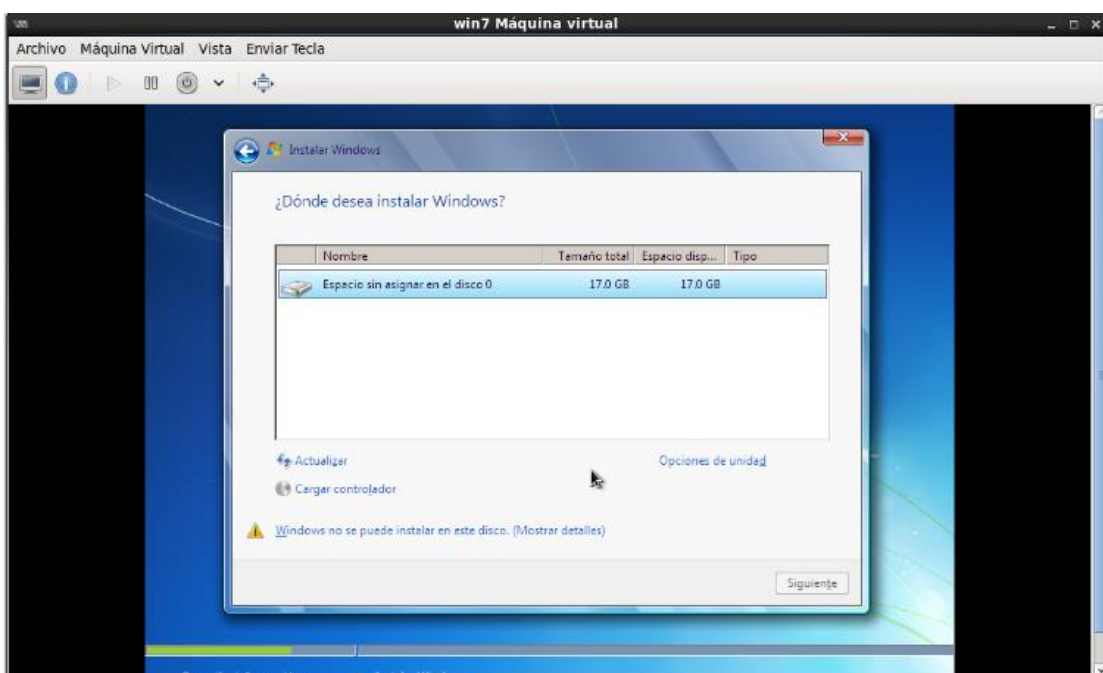 win7 Máquina virtual
Archivo Máquina Virtual Vista Enviar Tecla
Instalar Windows
¿Dónde desea instalar Windows?
Nombre Tamaño total Espacio disp... Tipo
Espacio sin asignar en el disco 0 17.0 GB 17.0 GB
Actualizar Opciones de unidad
Cargar controlador
Windows no se puede instalar en este disco. (Mostrar detalles)
Siguiente